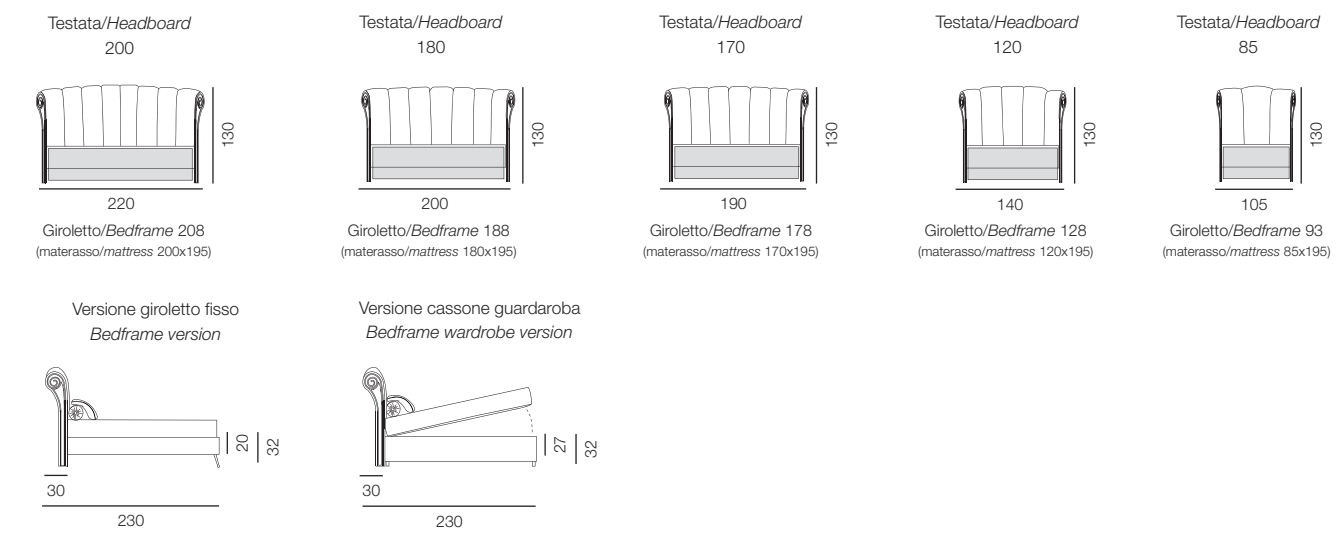 Testata/Headboard
200
130
220
Giroletto/Bedframe 208
(materasso/mattress 200x195)
Testata/Headboard
180
130
200
Giroletto/Bedframe 188
(materasso/mattress 180x195)
Testata/Headboard
170
130
190
Giroletto/Bedframe 178
(materasso/mattress 170x195)
Testata/Headboard
120
130
140
Giroletto/Bedframe 128
(materasso/mattress 120x195)
Testata/Headboard
85
130
105
Giroletto/Bedframe 93
(materasso/mattress 85x195)
Versione giroletto fisso
Bedframe version
20
32
30
230
Versione cassone guardaroba
Bedframe wardrobe version
27
32
30
230